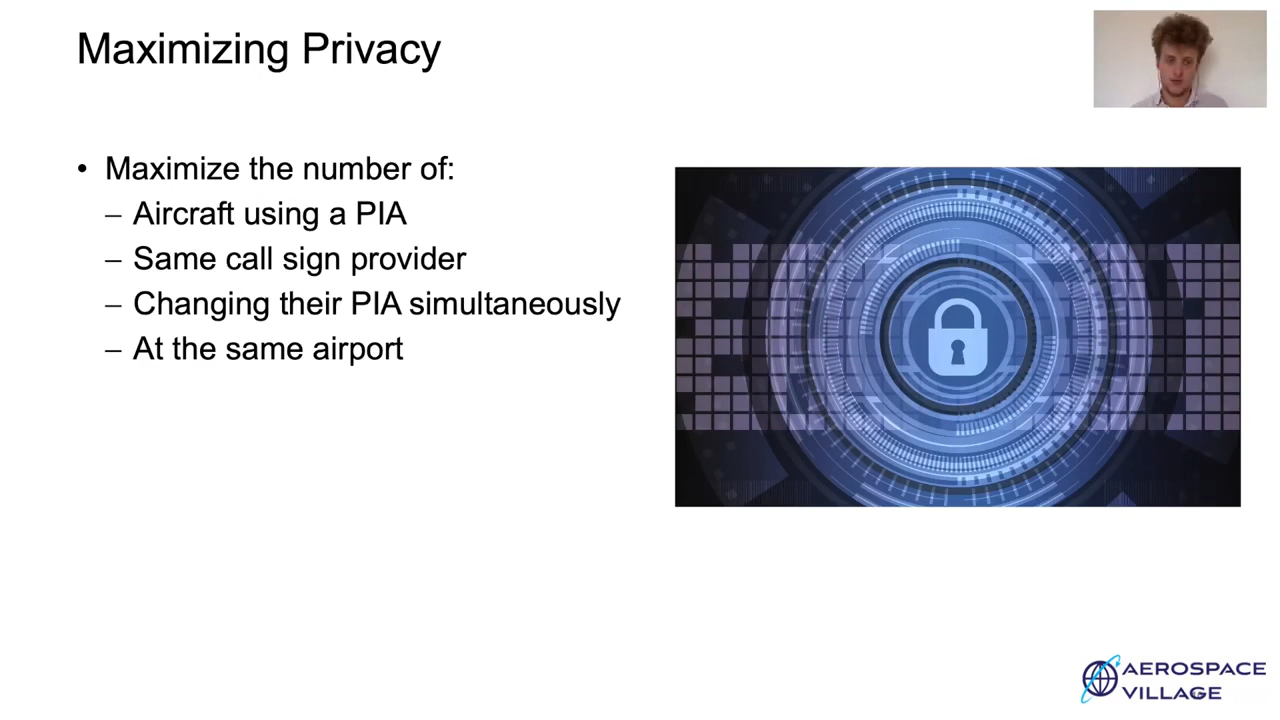 Maximizing Privacy
• Maximize the number of:
– Aircraft using a PIA
– Same call sign provider
– Changing their PIA simultaneously
– At the same airport
AEROSPACE
VILLAGE